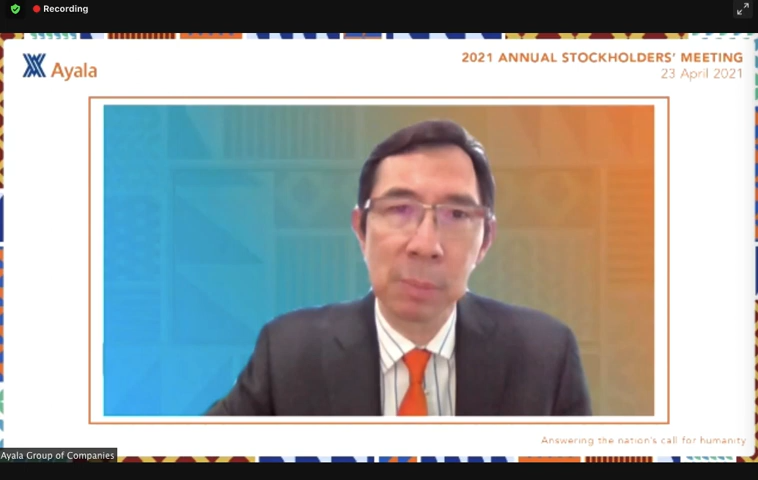 Recording
Ayala
2021 ANNUAL STOCKHOLDERS' MEETING
23 April 2021
Answering the nation's call for humanity
Ayala Group of Companies